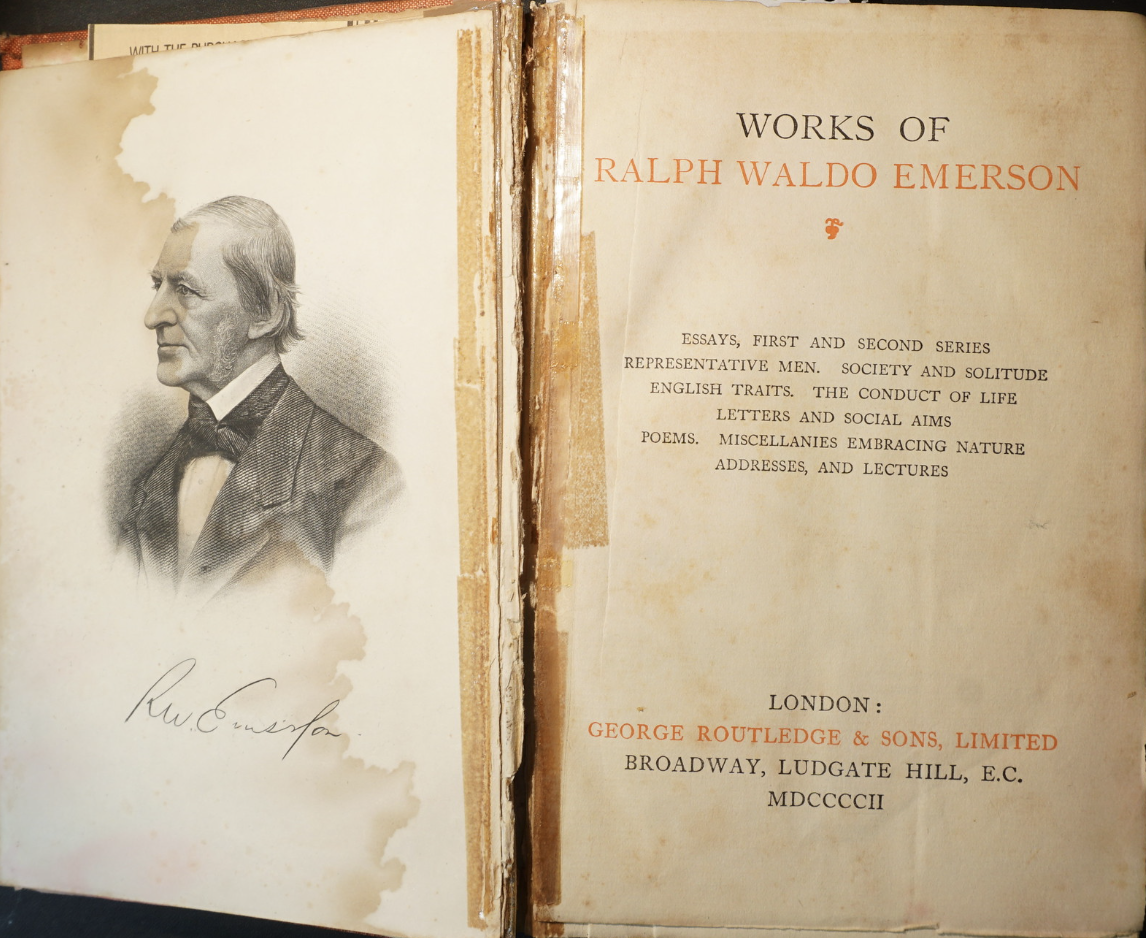 WITH THE
R.W. Emerson
WORKS OF
RALPH WALDO EMERSON
ESSAYS, FIRST AND SECOND SERIES
REPRESENTATIVE MEN. SOCIETY AND SOLITUDE
ENGLISH TRAITS. THE CONDUCT OF LIFE
LETTERS AND SOCIAL AIMS
POEMS. MISCELLANIES EMBRACING NATURE
ADDRESSES, AND LECTURES
LONDON:
GEORGE ROUTLEDGE & SONS, LIMITED
BROADWAY, LUDGATE HILL, E.C.
MDCCCCII